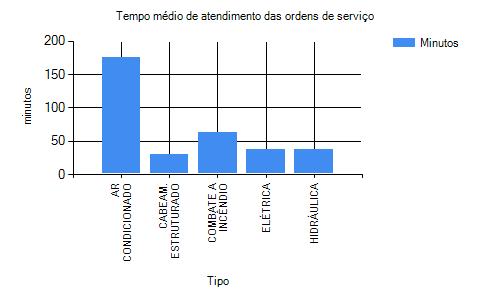 Tempo médio de atendimento das ordens de serviço
Minutos
minutos
200
150
100
50
0
AR
CONDICIONADO
CABEAM.
ESTRUTURADO
COMBATE A
INCÊNDIO
ELÉTRICA
HIDRÁULICA
Tipo